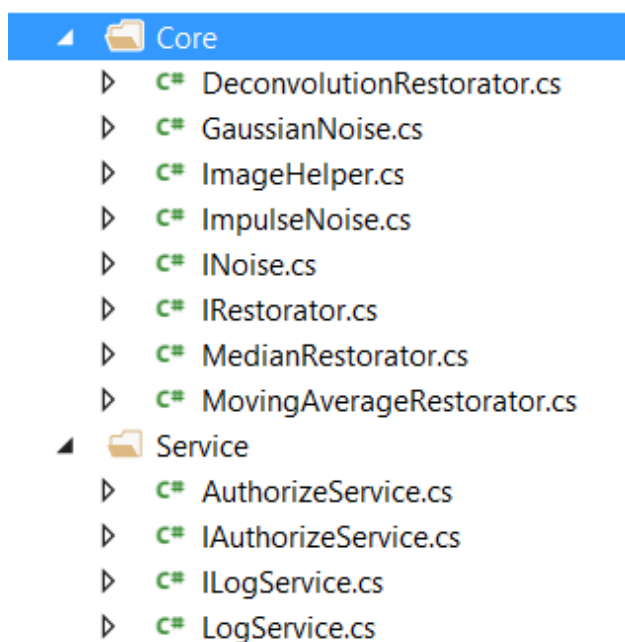 Core
C# DeconvolutionRestorator.cs
C# GaussianNoise.cs
C# ImageHelper.cs
C# ImpulseNoise.cs
C# INoise.cs
C# IRestorator.cs
C# MedianRestorator.cs
C# MovingAverageRestorator.cs
Service
C# AuthorizeService.cs
C# IAuthorizeService.cs
C# ILogService.cs
C# LogService.cs